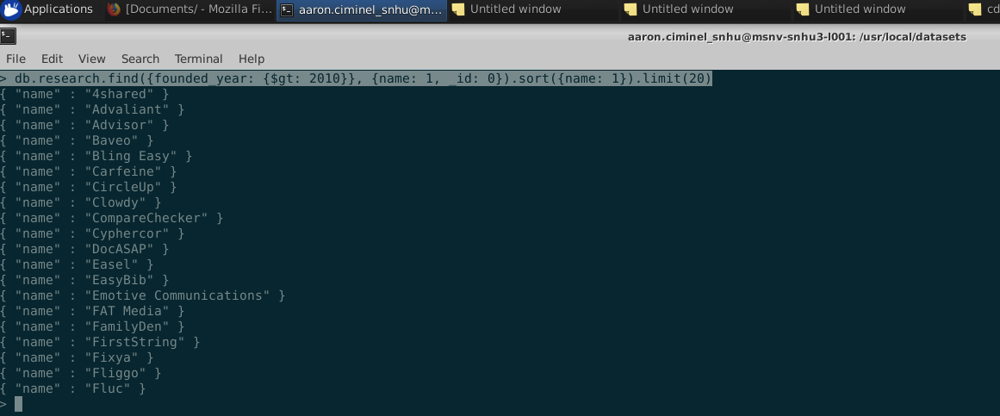 Applications [Documents/ - Mozilla Fi... aaron.ciminel_snhu@m... Untitled window Untitled window Untitled window cd
aaron.ciminel_snhu@msnv-snhu3-l001: /usr/local/datasets
File Edit View Search Terminal Help
> db.research.find({founded_year: {$gt: 2010}}, {name: 1, _id: 0}).sort({name: 1}).limit(20)
{ "name" : "4shared" }
{ "name" : "Advaliant" }
{ "name" : "Advisor" }
{ "name" : "Baveo" }
{ "name" : "Bling Easy" }
{ "name" : "Carfeine" }
{ "name" : "CircleUp" }
{ "name" : "Clowdy" }
{ "name" : "CompareChecker" }
{ "name" : "Cyphercor" }
{ "name" : "DocASAP" }
{ "name" : "Easel" }
{ "name" : "EasyBib" }
{ "name" : "Emotive Communications" }
{ "name" : "FAT Media" }
{ "name" : "FamilyDen" }
{ "name" : "FirstString" }
{ "name" : "Fixya" }
{ "name" : "Fliggo" }
{ "name" : "Fluc" }
>